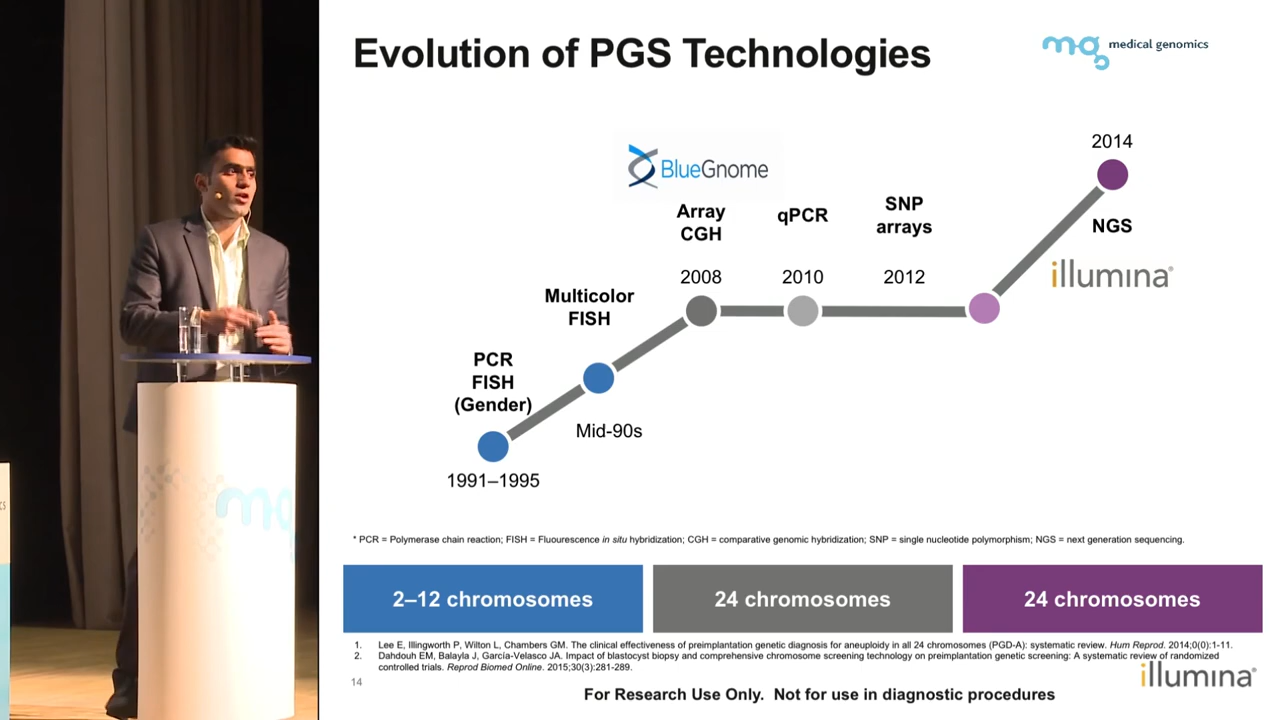 Evolution of PGS Technologies
mg medical genomics
2014
BlueGnome
Array
CGH
qPCR
SNP
arrays
NGS
illumina®
2008
2010
2012
Multicolor
FISH
PCR
FISH
(Gender)
Mid-90s
1991–1995
mg
cs
* PCR = Polymerase chain reaction; FISH = Fluourescence in situ hybridization; CGH = comparative genomic hybridization; SNP = single nucleotide polymorphism; NGS = next generation sequencing.
2–12 chromosomes
24 chromosomes
24 chromosomes
1. Lee E, Illingworth P, Wilton L, Chambers GM. The clinical effectiveness of preimplantation genetic diagnosis for aneuploidy in all 24 chromosomes (PGD-A): systematic review. Hum Reprod. 2014;0(0):1-11.
2. Dahdouh EM, Balayla J, García-Velasco JA. Impact of blastocyst biopsy and comprehensive chromosome screening technology on preimplantation genetic screening: A systematic review of randomized
controlled trials. Reprod Biomed Online. 2015;30(3):281-289.
14
illumina®
For Research Use Only. Not for use in diagnostic procedures